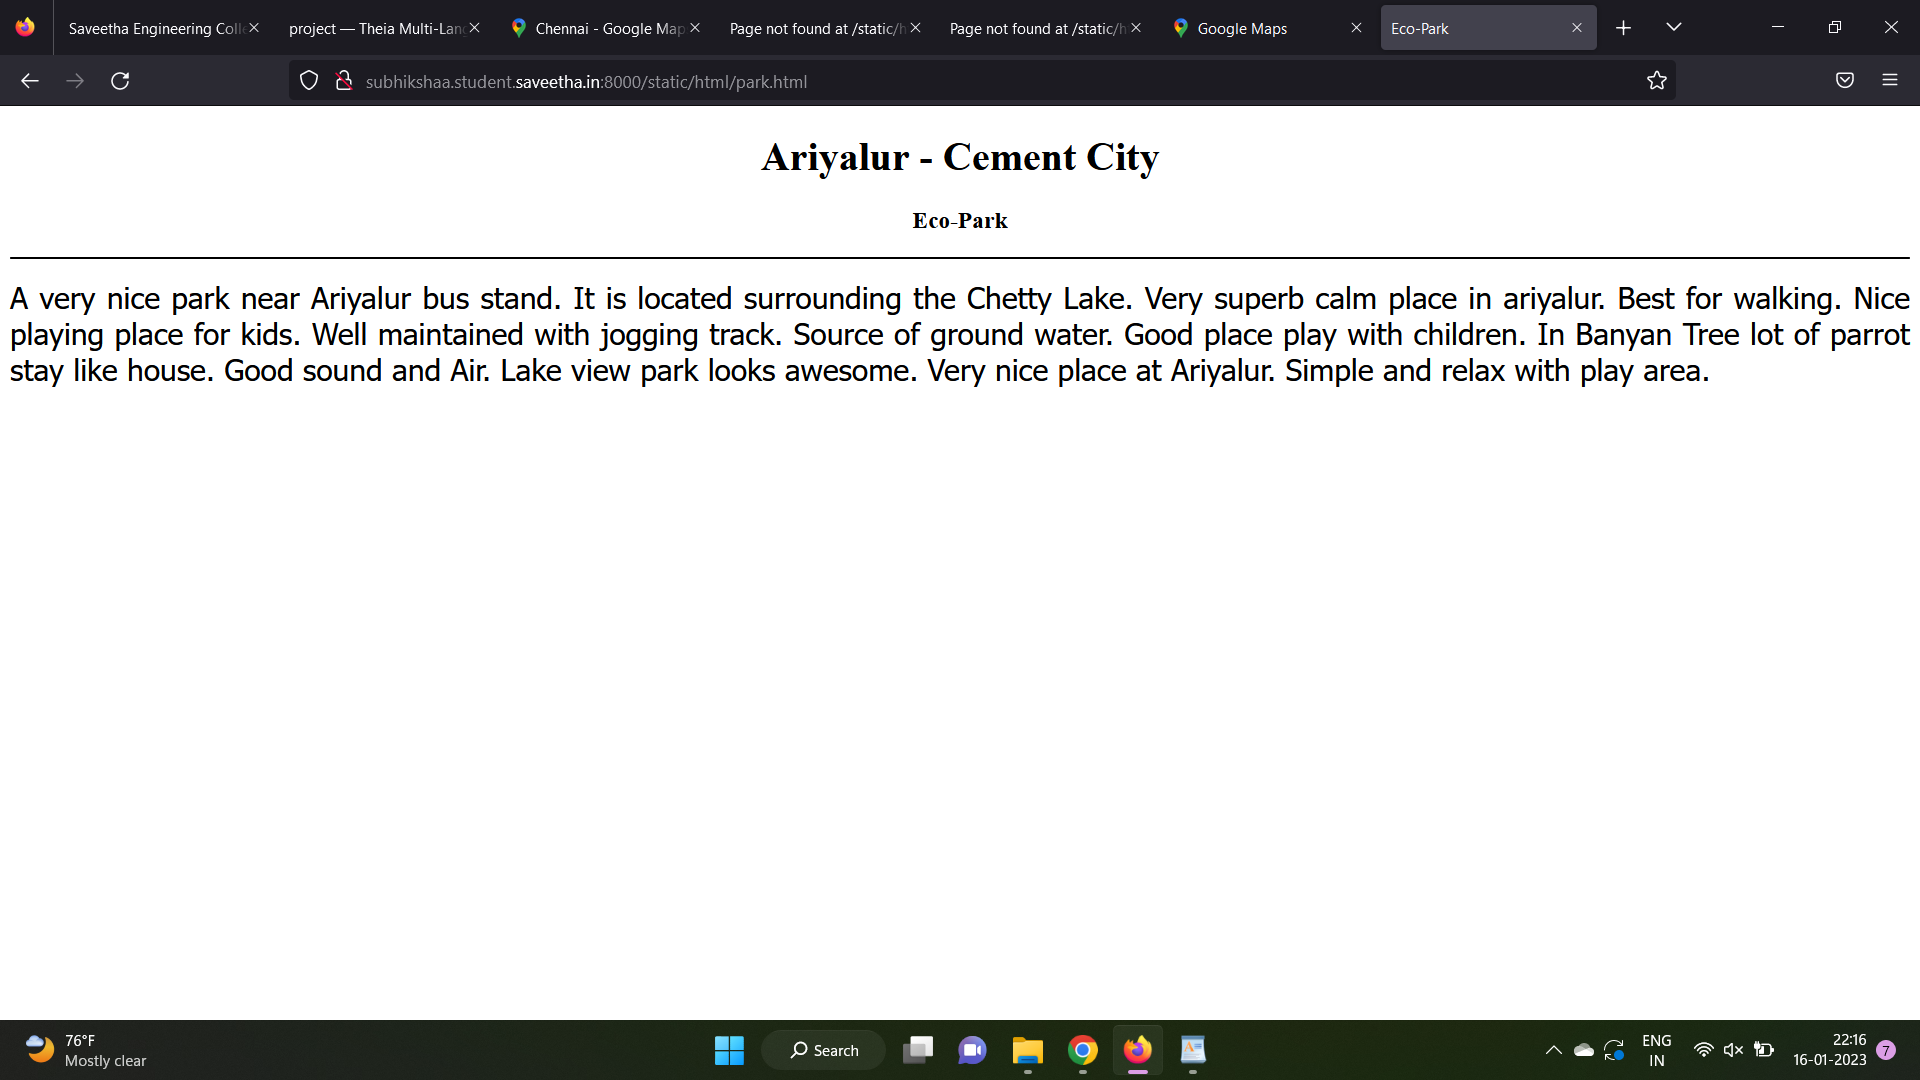 Saveetha Engineering Coll
project — Theia Multi-Lang
Chennai - Google Map
Page not found at /static/h
Page not found at /static/h
Google Maps
Eco-Park
subhikshaa.student.saveetha.in:8000/static/html/park.html
Ariyalur - Cement City
Eco-Park
A very nice park near Ariyalur bus stand. It is located surrounding the Chetty Lake. Very superb calm place in ariyalur. Best for walking. Nice
playing place for kids. Well maintained with jogging track. Source of ground water. Good place play with children. In Banyan Tree lot of parrot
stay like house. Good sound and Air. Lake view park looks awesome. Very nice place at Ariyalur. Simple and relax with play area.
76°F
Mostly clear
Search
ENG
IN
22:16
16-01-2023
7